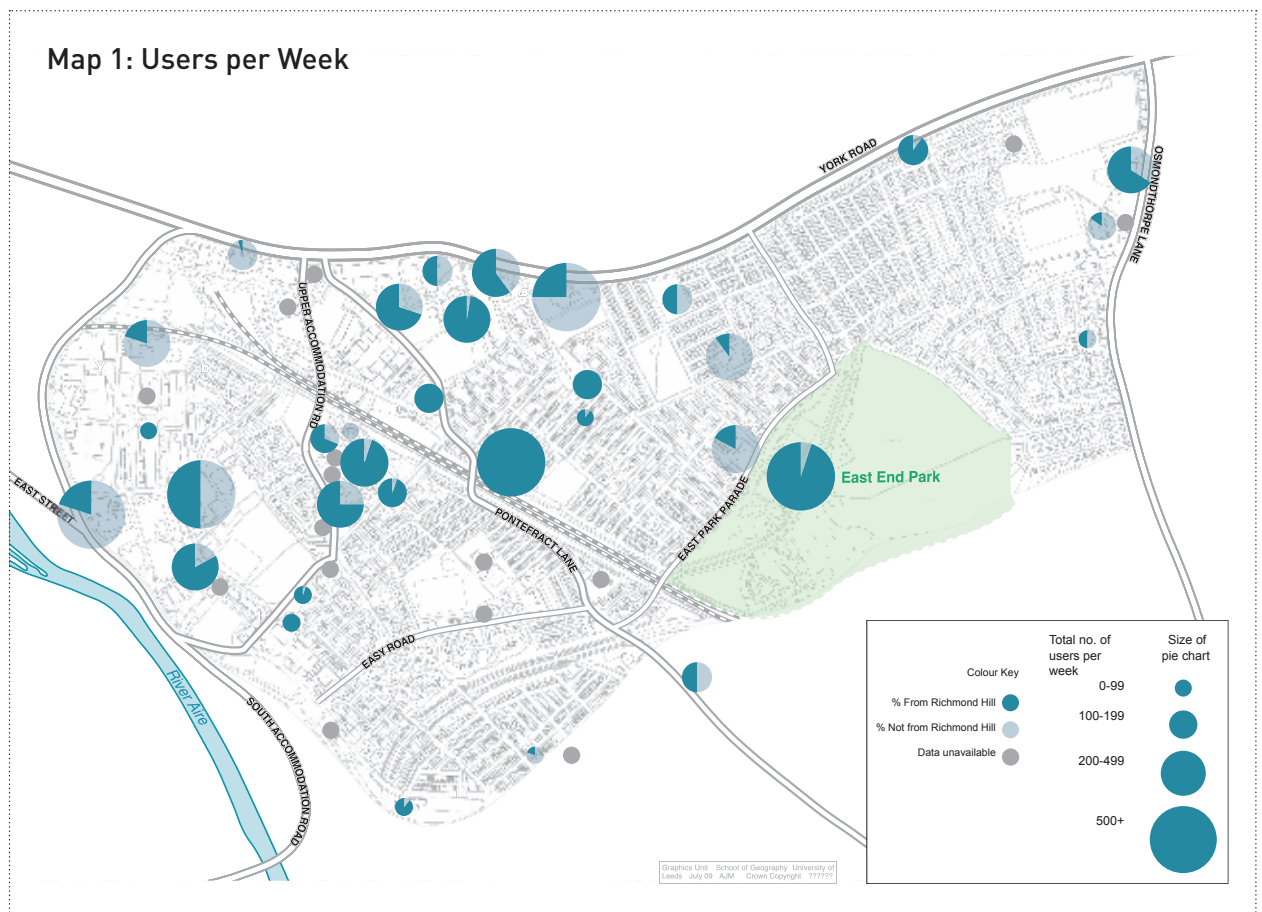 Map 1: Users per Week
YORK ROAD
OSMONDTHORPE LANE
UPPER ACCOMMODATION RD
EAST STREET
PONTEFRACT LANE
EAST PARK PARADE
East End Park
EASY ROAD
River Aire
SOUTH ACCOMMODATION ROAD
Total no. of
users per
week
Size of
pie chart
Colour Key
% From Richmond Hill
% Not from Richmond Hill
Data unavailable
0-99
100-199
200-499
500+
Graphics Unit School of Geography University of
Leeds July 09 AJM Crown Copyright ??????